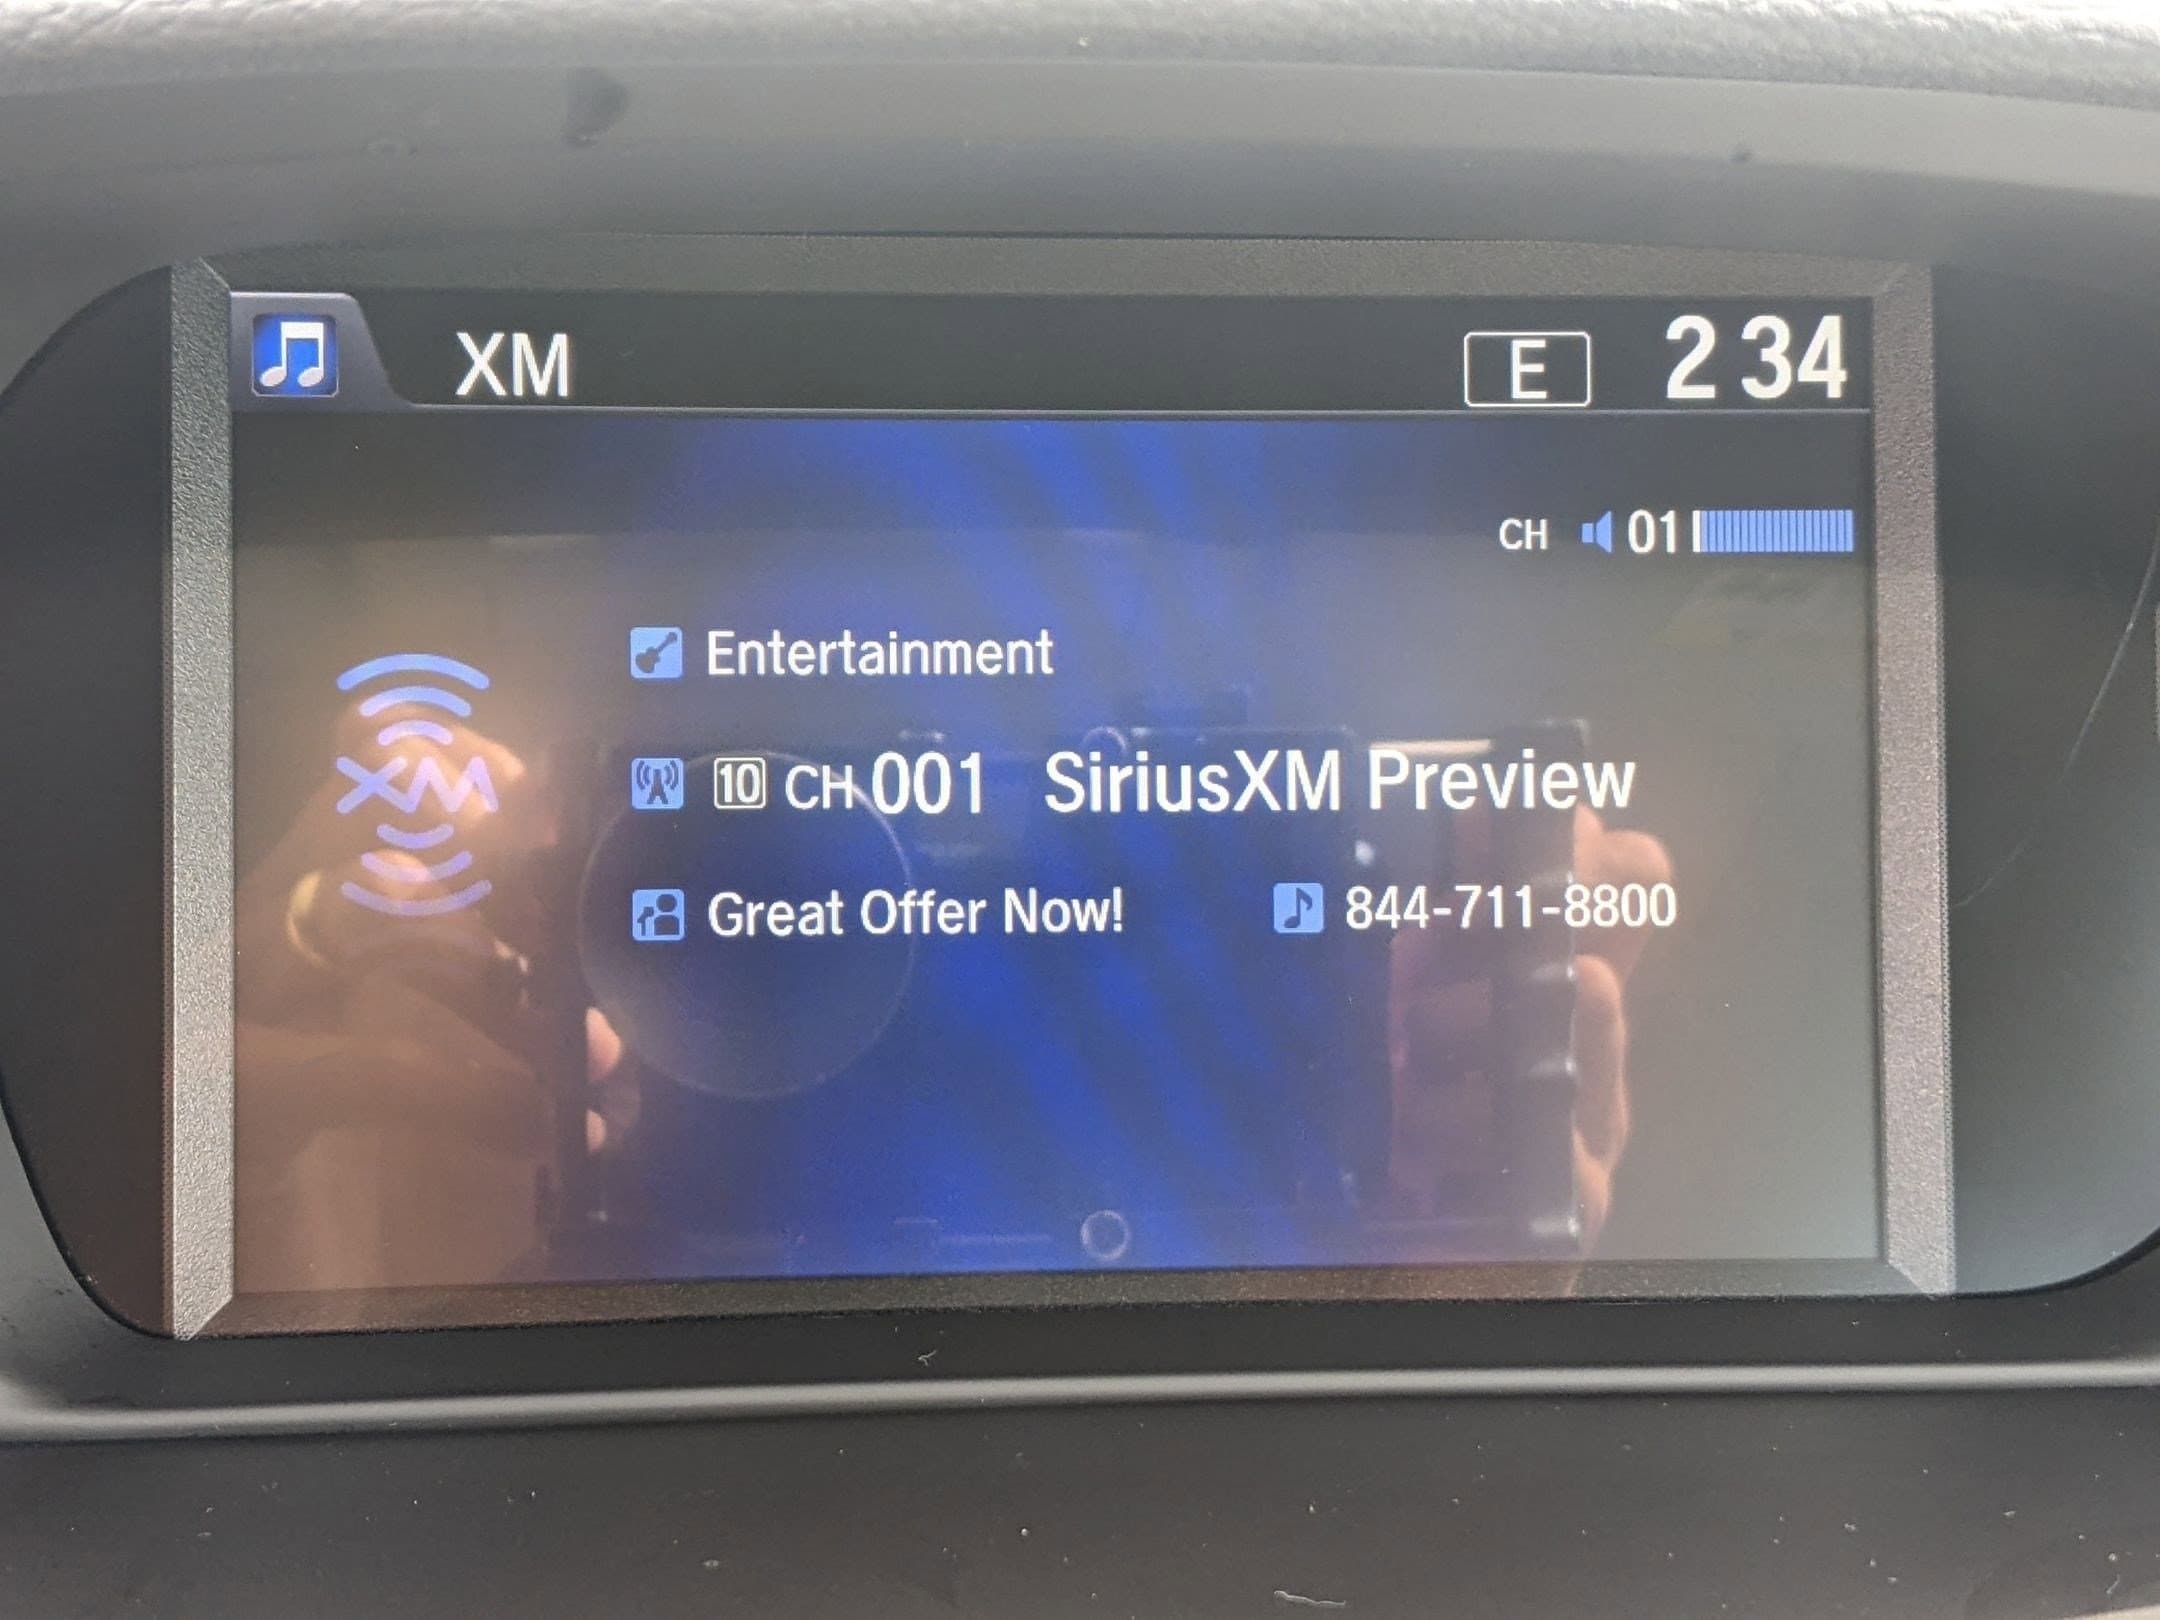 XM E 2 34
CH 01
Entertainment
XM
10 CH 001 SiriusXM Preview
Great Offer Now! 844-711-8800